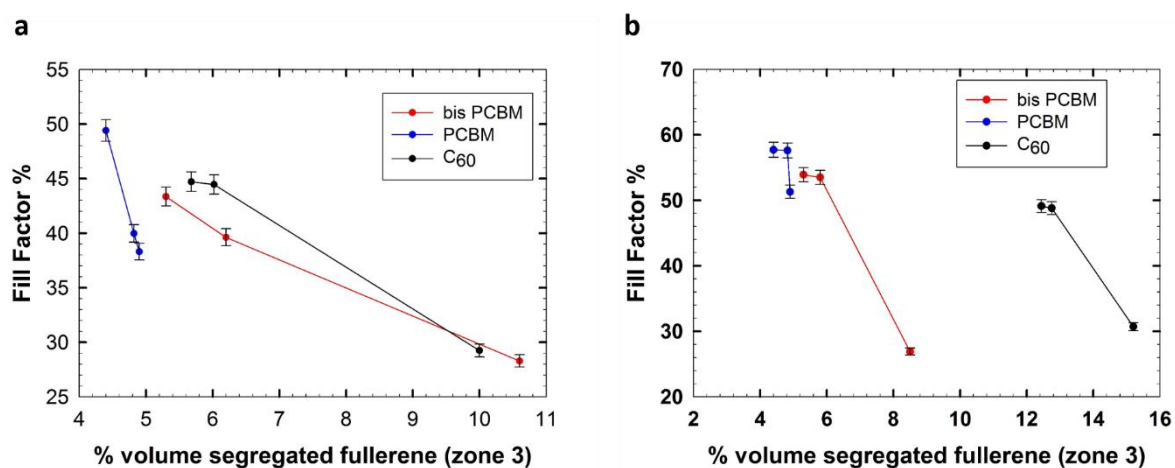 a
55
50
45
40
35
30
25
Fill Factor %
bis PCBM
PCBM
C60
4 5 6 7 8 9 10 11
% volume segregated fullerene (zone 3)
b
70
60
50
40
30
20
Fill Factor %
bis PCBM
PCBM
C60
2 4 6 8 10 12 14 16
% volume segregated fullerene (zone 3)